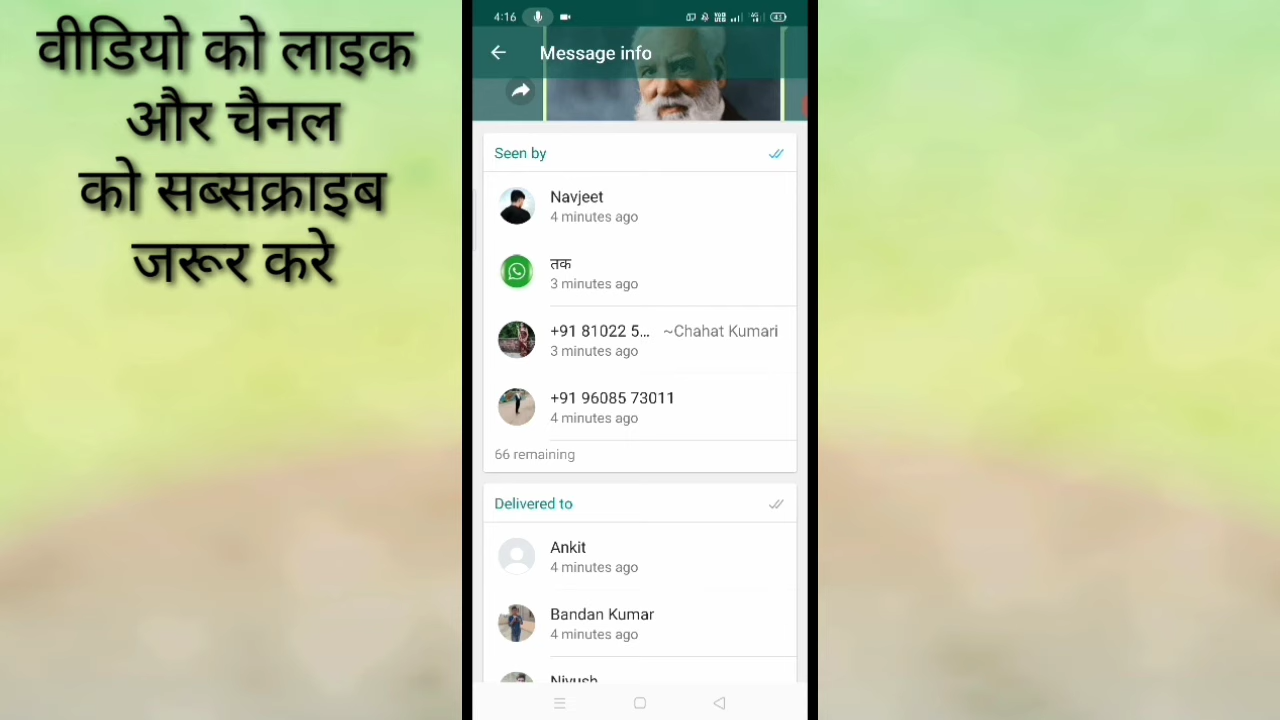 वीडियो को लाइक
और चैनल
को सब्सक्राइब
जरूर करे
4:16
43
Message info
Seen by
Navjeet
4 minutes ago
तक
3 minutes ago
+91 81022 5... ~Chahat Kumari
3 minutes ago
+91 96085 73011
4 minutes ago
66 remaining
Delivered to
Ankit
4 minutes ago
Bandan Kumar
4 minutes ago